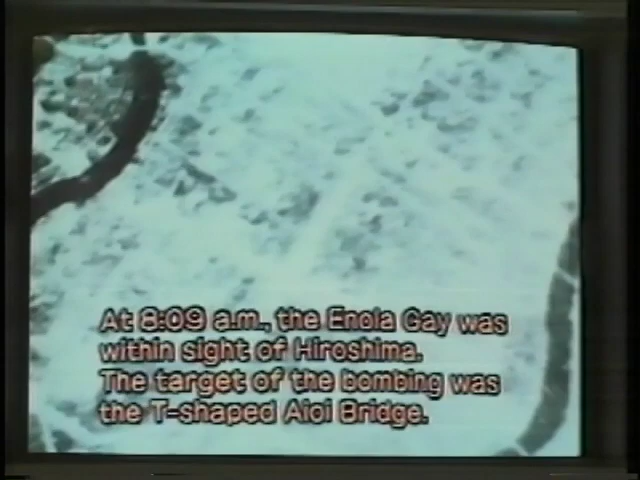 At 8:09 a.m., the Enola Gay was
within sight of Hiroshima.
The target of the bombing was
the T-shaped Aioi Bridge.